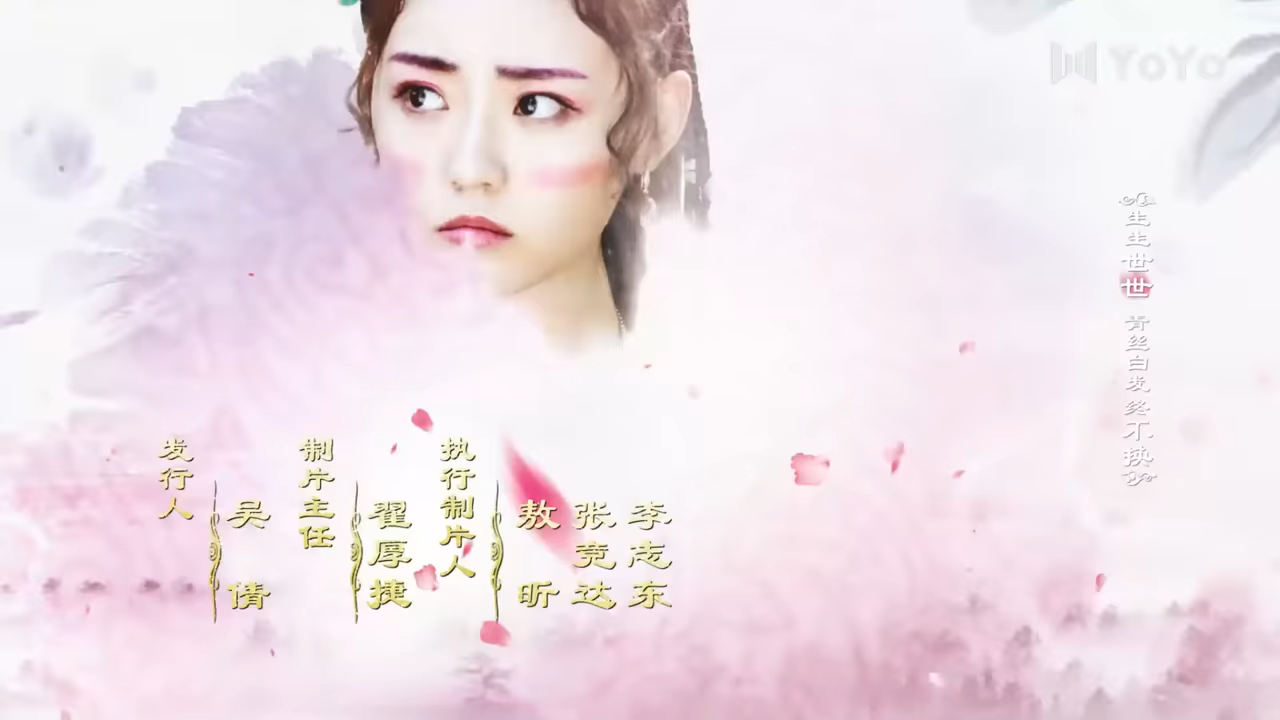 YoYo
生生世世 青丝白发终不换
执行制片人
李志东
张竞达
敖昕
制片主任
翟厚捷
发行人
吴倩